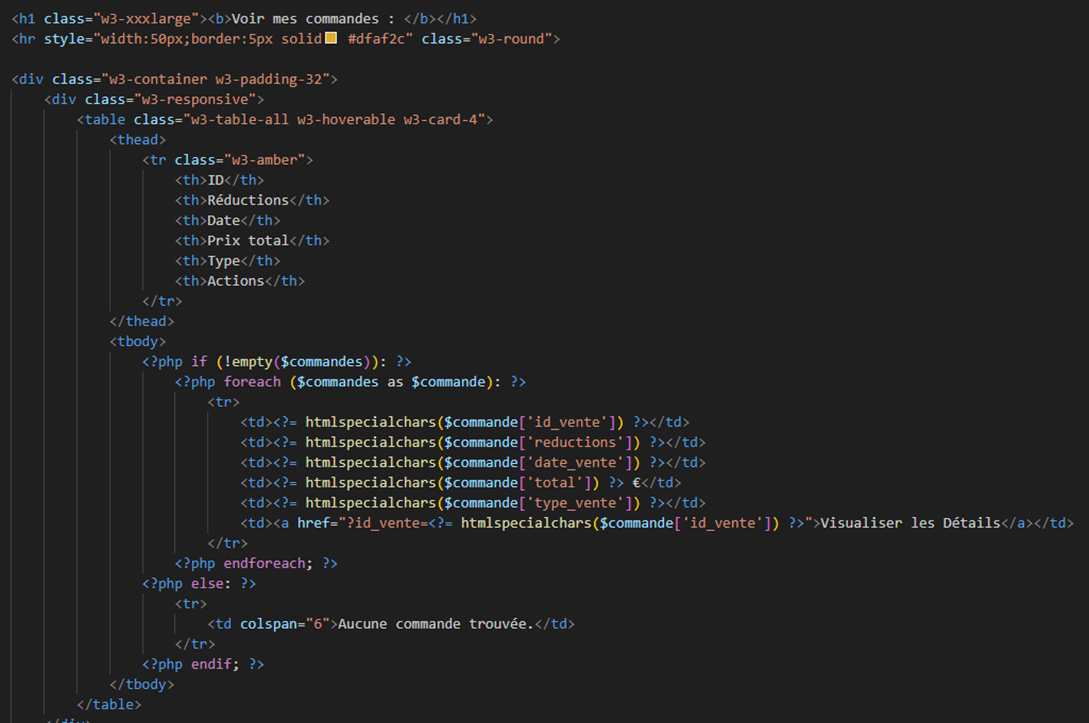 <h1 class="w3-xxxlarge"><b>Voir mes commandes : </b></h1>
<hr style="width:50px;border:5px solid #dfaf2c" class="w3-round">
<div class="w3-container w3-padding-32">
<div class="w3-responsive">
<table class="w3-table-all w3-hoverable w3-card-4">
<thead>
<tr class="w3-amber">
<th>ID</th>
<th>Réductions</th>
<th>Date</th>
<th>Prix total</th>
<th>Type</th>
<th>Actions</th>
</tr>
</thead>
<tbody>
<?php if (!empty($commandes)): ?>
<?php foreach ($commandes as $commande): ?>
<tr>
<td><?= htmlspecialchars($commande['id_vente']) ?></td>
<td><?= htmlspecialchars($commande['reductions']) ?></td>
<td><?= htmlspecialchars($commande['date_vente']) ?></td>
<td><?= htmlspecialchars($commande['total']) ?> €</td>
<td><?= htmlspecialchars($commande['type_vente']) ?></td>
<td><a href="?id_vente=<?= htmlspecialchars($commande['id_vente']) ?>">Visualiser les Détails</a></td>
</tr>
<?php endforeach; ?>
<?php else: ?>
<tr>
<td colspan="6">Aucune commande trouvée.</td>
</tr>
<?php endif; ?>
</tbody>
</table>
</div>